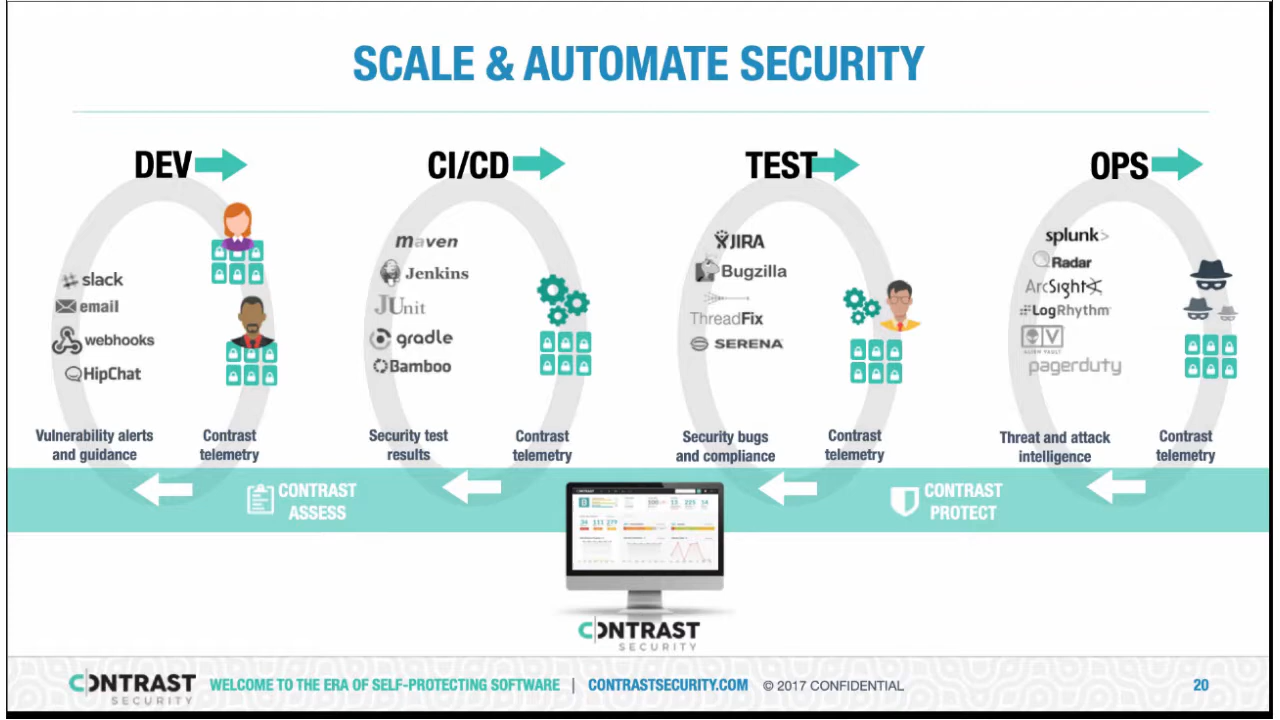 SCALE & AUTOMATE SECURITY
DEV
slack
email
webhooks
HipChat
Vulnerability alerts
and guidance
Contrast
telemetry
CI/CD
maven
Jenkins
JUnit
gradle
Bamboo
Security test
results
Contrast
telemetry
TEST
JIRA
Bugzilla
ThreadFix
SERENA
Security bugs
and compliance
Contrast
telemetry
OPS
splunk>
Radar
ArcSight
LogRhythm
ALIEN VAULT
pagerduty
Threat and attack
intelligence
Contrast
telemetry
CONTRAST
ASSESS
CONTRAST
PROTECT
CONTRAST
SECURITY
CONTRAST
SECURITY
WELCOME TO THE ERA OF SELF-PROTECTING SOFTWARE | CONTRASTSECURITY.COM © 2017 CONFIDENTIAL
20